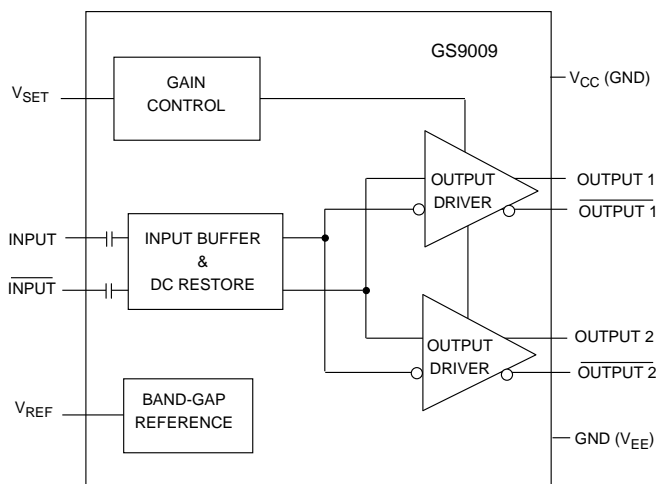 GS9009
V_CC (GND)
V_SET
GAIN
CONTROL
OUTPUT
DRIVER
OUTPUT 1
OUTPUT 1
INPUT
INPUT
INPUT BUFFER
&
DC RESTORE
OUTPUT
DRIVER
OUTPUT 2
OUTPUT 2
V_REF
BAND-GAP
REFERENCE
GND (V_EE)